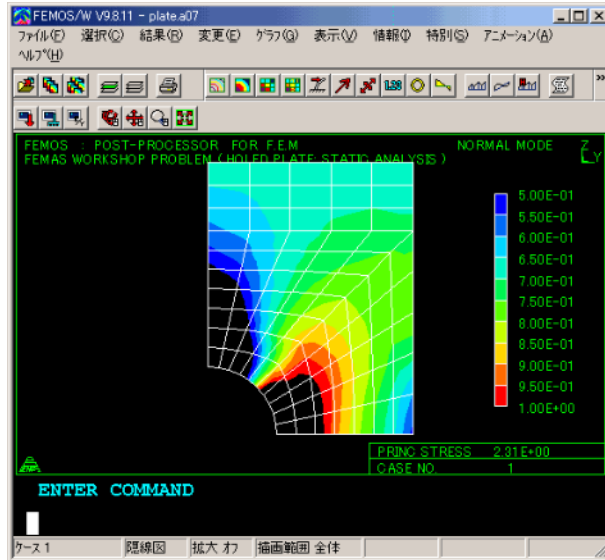 FEMOS/W V9.8.11 - plate.a07
ファイル(F) 選択(C) 結果(R) 変更(E) グラフ(G) 表示(V)情報(I) 特別(S) アニメーション(A)
ヘルプ(H)
1.23
»
FEMOS : POST-PROCESSOR FOR F.E.M NORMAL MODE
FEMAS WORKSHOP PROBLEM ( HOLED PLATE: STATIC ANALYSIS )
Z
Y
5.00E-01
5.50E-01
6.00E-01
6.50E-01
7.00E-01
7.50E-01
8.00E-01
8.50E-01
9.00E-01
9.50E-01
1.00E+00
PRINC STRESS 2.31E+00
CASE NO. 1
ENTER COMMAND
ケース 1 隠線図 拡大 オフ 描画範囲 全体